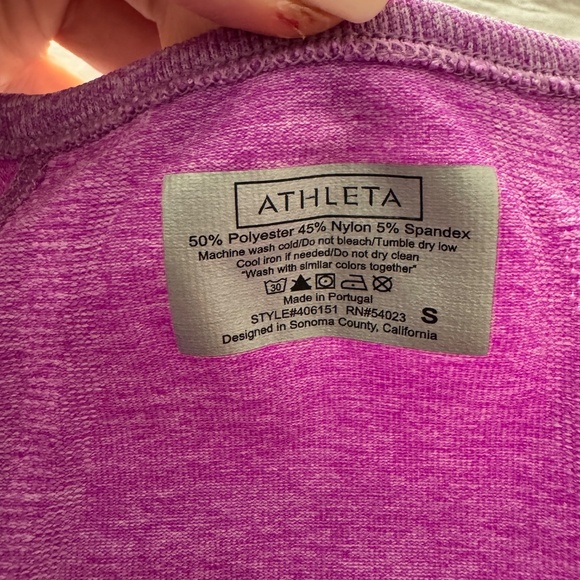 ATHLETA
50% Polyester 45% Nylon 5% Spandex
Machine wash cold/Do not bleach/Tumble dry low
Cool iron if needed/Do not dry clean
"Wash with similar colors together"
30
Made in Portugal
STYLE#406151 RN#54023 S
Designed in Sonoma County, California